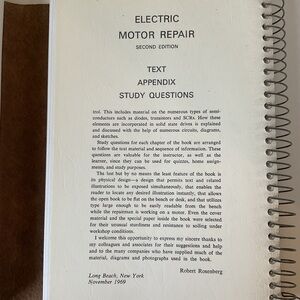 ELECTRIC
MOTOR REPAIR
SECOND EDITION
TEXT
APPENDIX
STUDY QUESTIONS
trol. This includes material on the numerous types of semi-
conductors such as diodes, transistors and SCRs. How these
elements are incorporated in solid state drives is explained
and discussed with the help of numerous circuits, diagrams,
and sketches.
Study questions for each chapter of the book are arranged
to follow the text material and sequence of information. These
questions are valuable for the instructor, as well as the
learner, since they can be used for quizzes, home assign-
ments, and study purposes.
The last but by no means the least feature of the book is
its physical design—a design that permits text and related
illustrations to be exposed simultaneously, that enables the
reader to locate any desired illustration instantly, that allows
the open book to be flat on the bench or desk, and that utilizes
type large enough to be easily readable from the bench
while the repairman is working on a motor. Even the cover
material and the special paper inside the book were selected
for their unusual sturdiness and resistance to soiling under
workshop conditions.
I welcome this opportunity to express my sincere thanks to
my colleagues and associates for their suggestions and help
and to the many companies who have supplied much of the
material, diagrams and photographs used in the book.
Robert Rosenberg
Long Beach, New York
November 1969